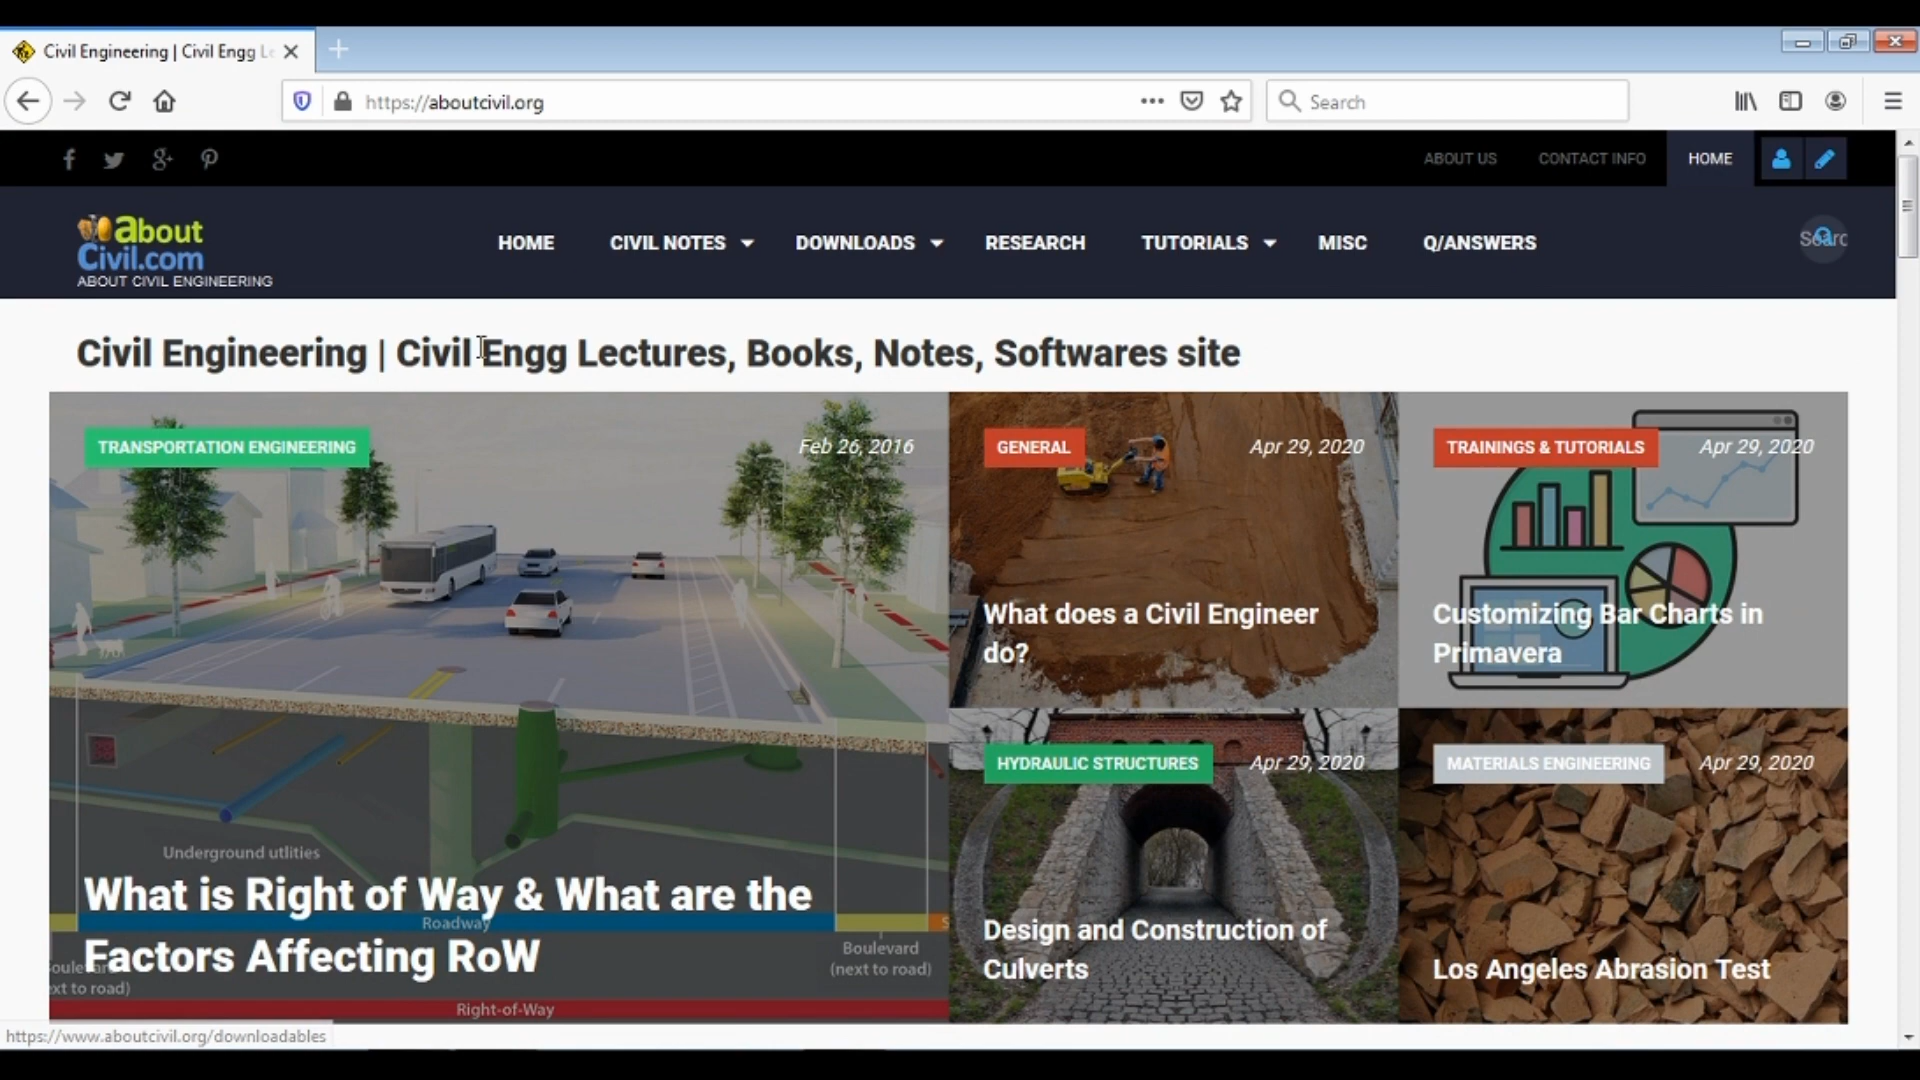 Civil Engineering | Civil Engg Le
https://aboutcivil.org
Search
ABOUT US
CONTACT INFO
HOME
about
Civil.com
ABOUT CIVIL ENGINEERING
HOME
CIVIL NOTES
DOWNLOADS
RESEARCH
TUTORIALS
MISC
Q/ANSWERS
Searc
Civil Engineering | Civil Engg Lectures, Books, Notes, Softwares site
TRANSPORTATION ENGINEERING
Feb 26, 2016
Underground utlities
What is Right of Way & What are the
Factors Affecting RoW
Roadway
Boulevard
(next to road)
xt to road)
Right-of-Way
GENERAL
Apr 29, 2020
What does a Civil Engineer
do?
TRAININGS & TUTORIALS
Apr 29, 2020
Customizing Bar Charts in
Primavera
HYDRAULIC STRUCTURES
Apr 29, 2020
Design and Construction of
Culverts
MATERIALS ENGINEERING
Apr 29, 2020
Los Angeles Abrasion Test
https://www.aboutcivil.org/downloadables